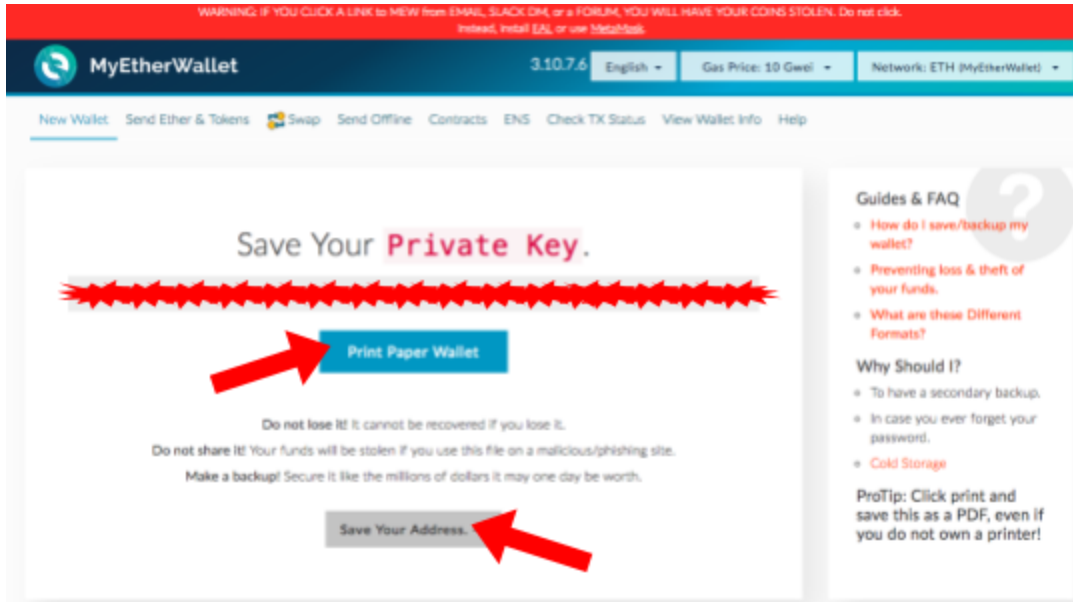 WARNING: IF YOU CLICK A LINK to MEW from EMAIL, SLACK DM, or a FORUM, YOU WILL HAVE YOUR COINS STOLEN. Do not click.
Instead, install EAL or use MetaMask.
MyEtherWallet
3.10.7.6
English
Gas Price: 10 Gwei
Network: ETH (MyEtherWallet)
New Wallet Send Ether & Tokens Swap Send Offline Contracts ENS Check TX Status View Wallet Info Help
Save Your Private Key.
Print Paper Wallet
Do not lose it! It cannot be recovered if you lose it.
Do not share it! Your funds will be stolen if you use this file on a malicious/phishing site.
Make a backup! Secure it like the millions of dollars it may one day be worth.
Save Your Address.
Guides & FAQ
How do I save/backup my
wallet?
Preventing loss & theft of
your funds.
What are these Different
Formats?
Why Should I?
To have a secondary backup.
In case you ever forget your
password.
Cold Storage
ProTip: Click print and
save this as a PDF, even if
you do not own a printer!